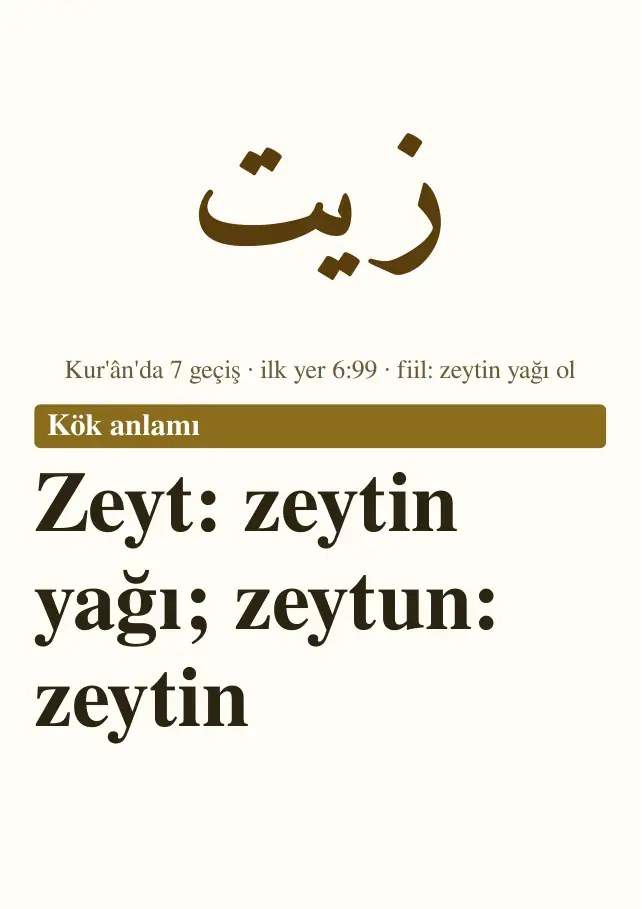 زيت
Kur'ân'da 7 geçiş · ilk yer 6:99 · fiil: zeytin yağı ol
Kök anlamı
Zeyt: zeytin
yağı; zeytun:
zeytin